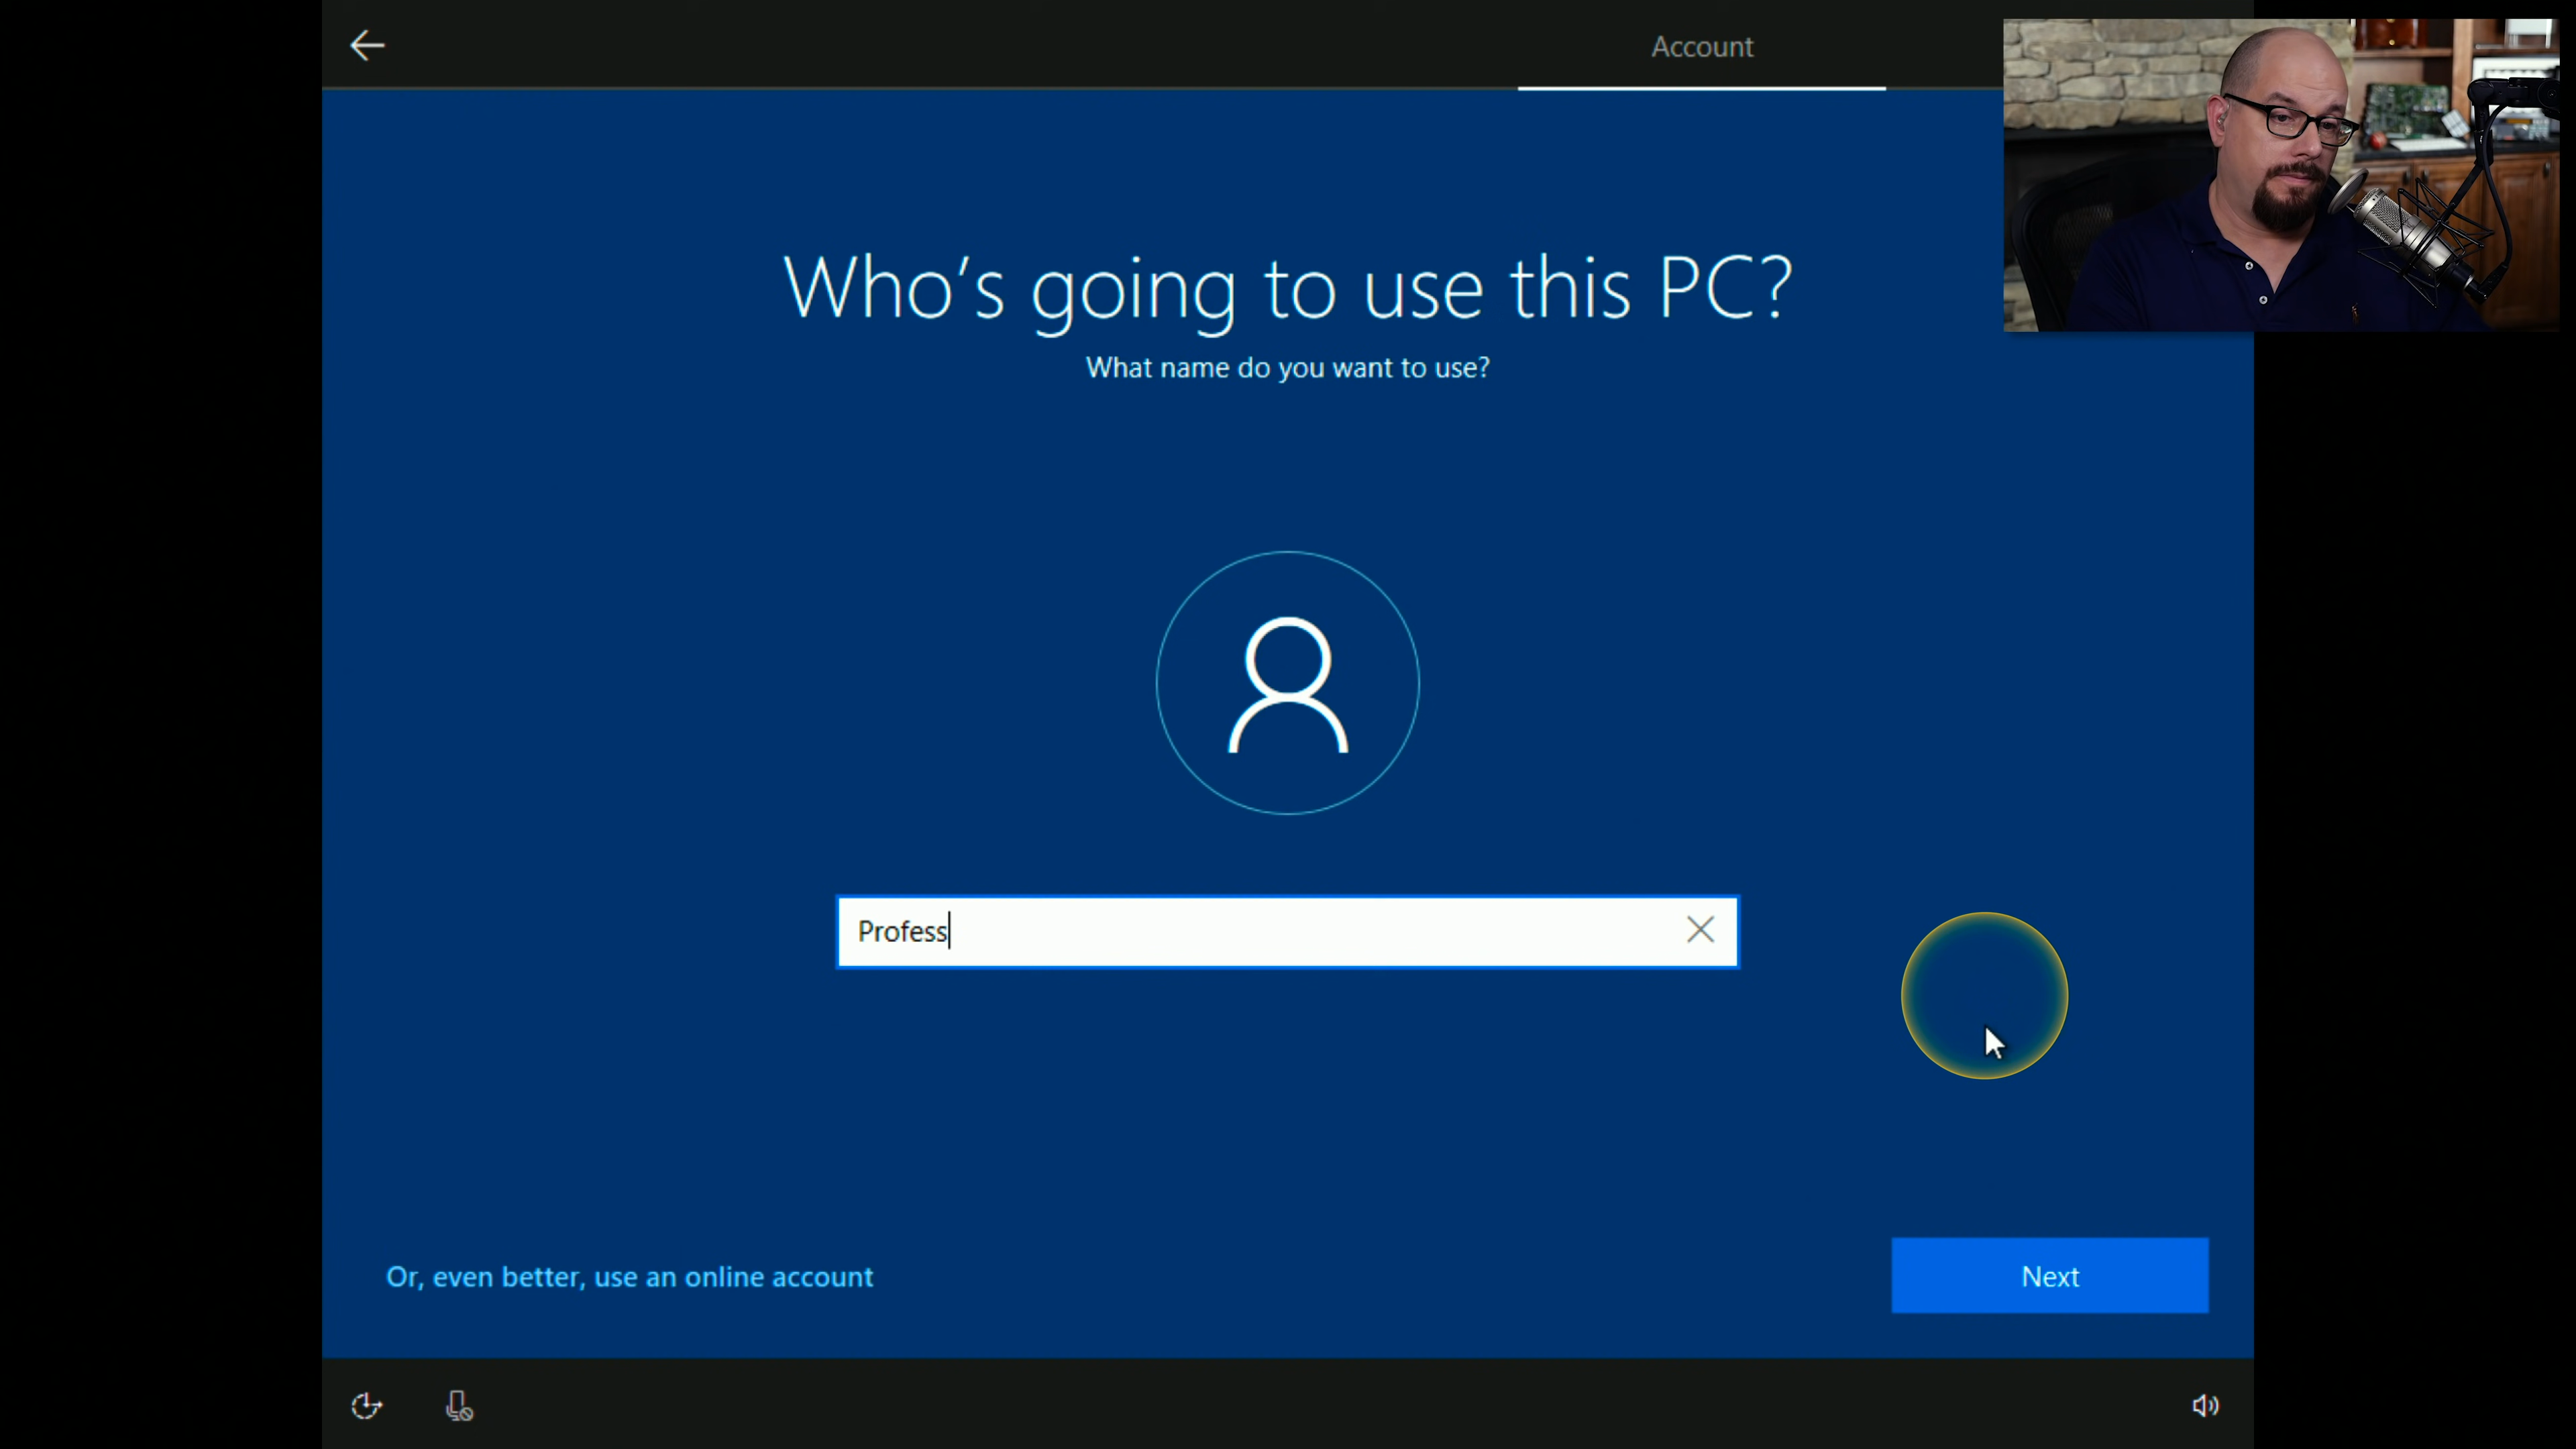 Account
Who's going to use this PC?
What name do you want to use?
Profess
Or, even better, use an online account
Next